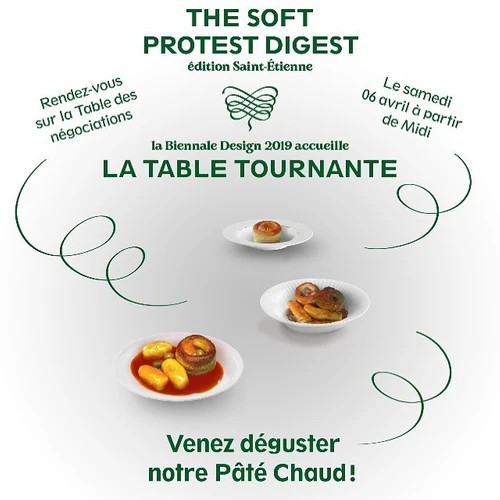 THE SOFT
PROTEST DIGEST
édition Saint-Étienne
Rendez-vous
sur la Table des
négociations
Le samedi
06 avril à partir
de Midi
la Biennale Design 2019 accueille
LA TABLE TOURNANTE
Venez déguster
notre Pâté Chaud!